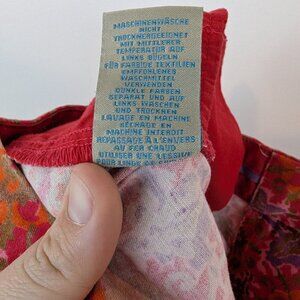 MASCHINENWÄSCHE
NICHT
TROCKNERGEEIGNET
MIT MITTLERER
TEMPERATUR AUF
LINKS BÜGELN
FÜR FARBIGE TEXTILIEN
EMPFOHLENES
WASCHMITTEL
VERWENDEN
DUNKLE FARBEN
SEPARAT UND AUF
LINKS WASCHEN
UND TROCKNEN
LAVAGE EN MACHINE
SÉCHAGE EN
MACHINE INTERDIT
REPASSAGE À L'ENVERS
AU FER CHAUD
UTILISER UNE LESSIVE
POUR LINGE